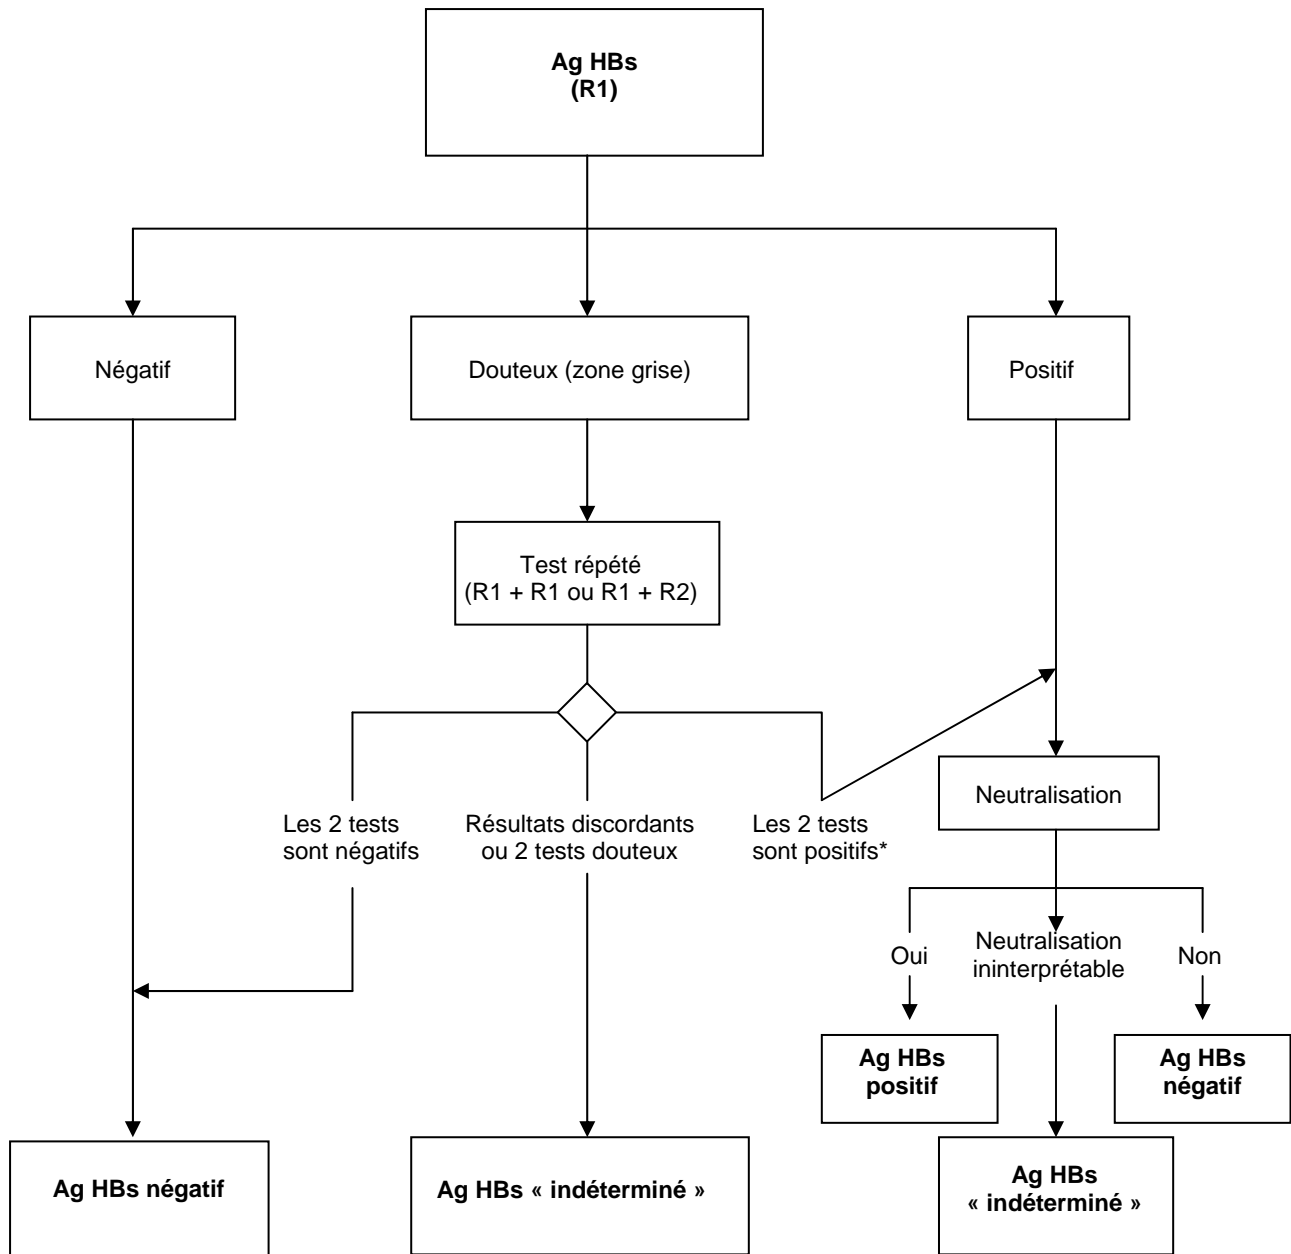 Ag HBs
(R1)
Négatif
Douteux (zone grise)
Positif
Test répété
(R1 + R1 ou R1 + R2)
Les 2 tests
sont négatifs
Résultats discordants
ou 2 tests douteux
Les 2 tests
sont positifs*
Neutralisation
Oui
Neutralisation
ininterprétable
Non
Ag HBs
positif
Ag HBs
négatif
Ag HBs négatif
Ag HBs « indéterminé »
Ag HBs
« indéterminé »